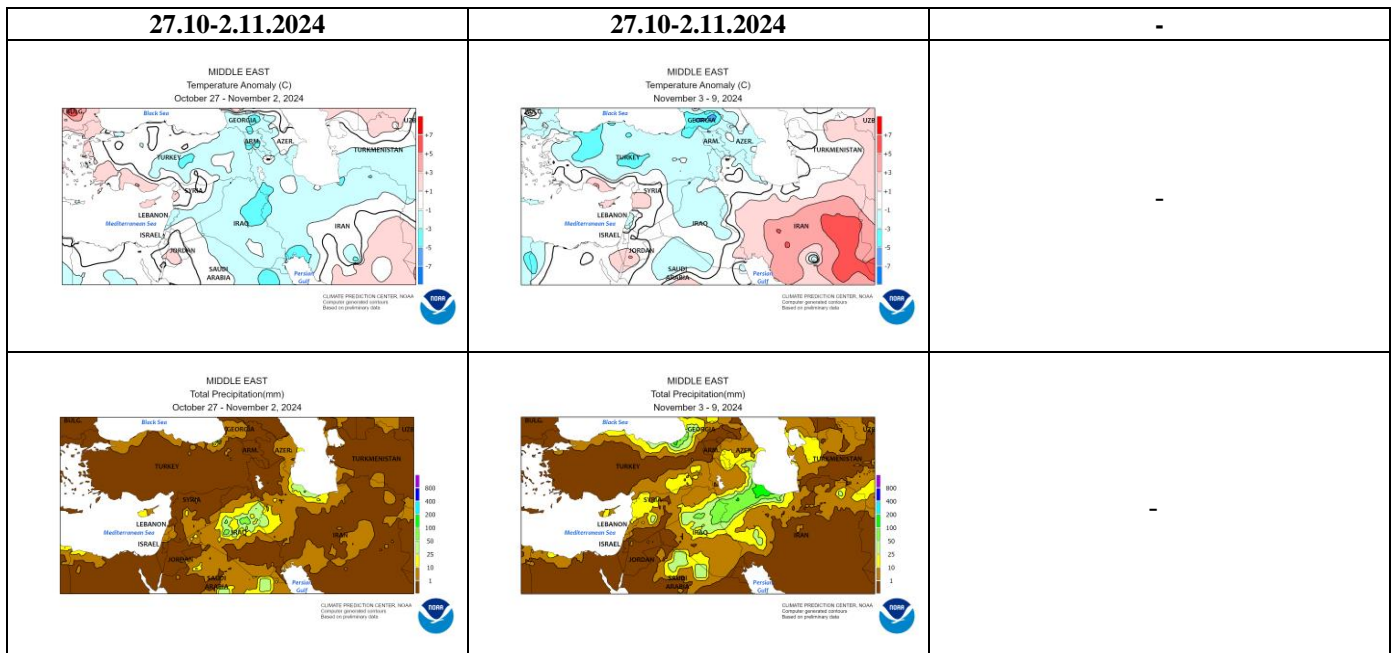 27.10-2.11.2024
27.10-2.11.2024
-
MIDDLE EAST
Temperature Anomaly (C)
October 27 - November 2, 2024
BULG.
Black Sea
GEORGIA
UZB
ARM.
AZER.
TURKMENISTAN
TURKEY
SYRIA
LEBANON
Mediterranean Sea
IRAQ
IRAN
ISRAEL
JORDAN
SAUDI
ARABIA
Persian
Gulf
+7
+5
+3
+1
-1
-3
-5
-7
CLIMATE PREDICTION CENTER, NOAA
Computer generated contours
Based on preliminary data
NOAA
MIDDLE EAST
Temperature Anomaly (C)
November 3 - 9, 2024
BULG.
Black Sea
GEORGIA
UZB
ARM.
AZER.
TURKMENISTAN
TURKEY
SYRIA
LEBANON
Mediterranean Sea
IRAQ
IRAN
ISRAEL
JORDAN
SAUDI
ARABIA
Persian
Gulf
+7
+5
+3
+1
-1
-3
-5
-7
CLIMATE PREDICTION CENTER, NOAA
Computer generated contours
Based on preliminary data
NOAA
-
MIDDLE EAST
Total Precipitation(mm)
October 27 - November 2, 2024
BULG.
Black Sea
GEORGIA
UZB
ARM.
AZER.
TURKMENISTAN
TURKEY
SYRIA
LEBANON
Mediterranean Sea
IRAQ
IRAN
ISRAEL
JORDAN
SAUDI
ARABIA
Persian
Gulf
800
400
200
100
50
25
10
1
CLIMATE PREDICTION CENTER, NOAA
Computer generated contours
Based on preliminary data
NOAA
MIDDLE EAST
Total Precipitation(mm)
November 3 - 9, 2024
BULG.
Black Sea
GEORGIA
UZB
ARM.
AZER.
TURKMENISTAN
TURKEY
SYRIA
LEBANON
Mediterranean Sea
IRAQ
IRAN
ISRAEL
JORDAN
SAUDI
ARABIA
Persian
Gulf
800
400
200
100
50
25
10
1
CLIMATE PREDICTION CENTER, NOAA
Computer generated contours
Based on preliminary data
NOAA
-